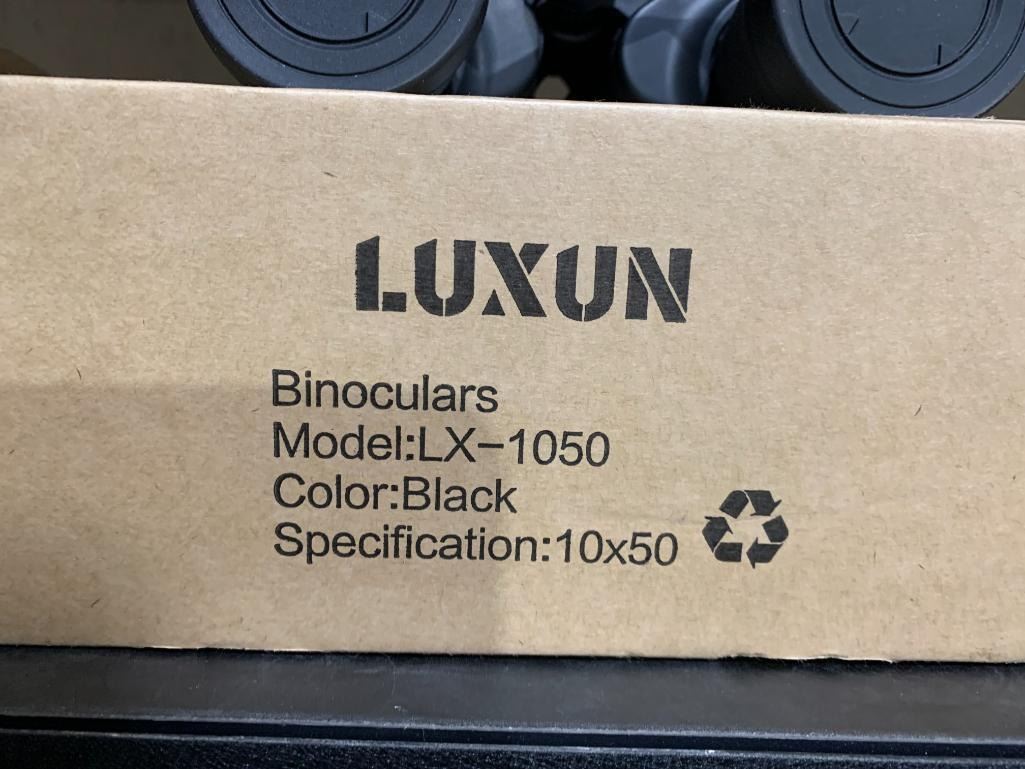 LUXUN
Binoculars
Model:LX-1050
Color:Black
Specification:10x50